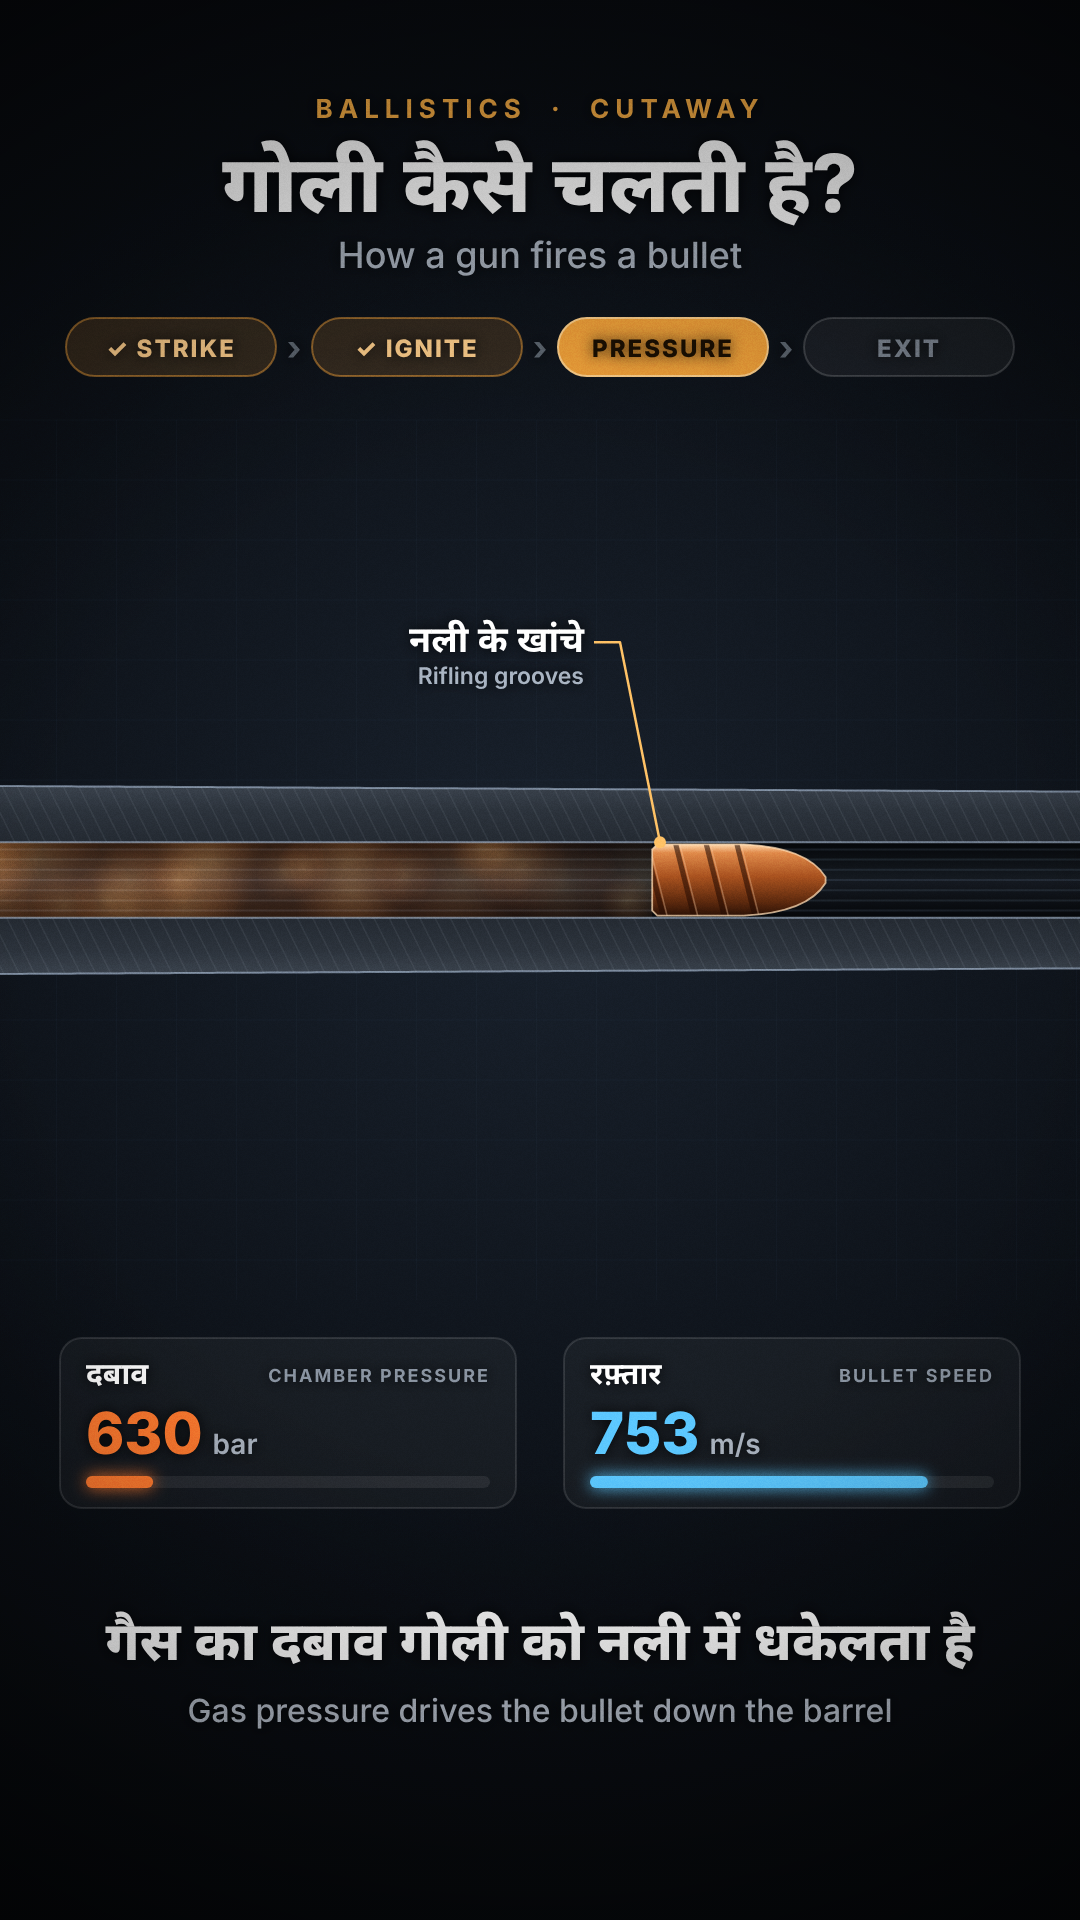 BALLISTICS · CUTAWAY
गोली कैसे चलती है?
How a gun fires a bullet
✓ STRIKE › ✓ IGNITE › PRESSURE › EXIT
नली के खांचे
Rifling grooves
दबाव CHAMBER PRESSURE
630 bar
रफ़्तार BULLET SPEED
753 m/s
गैस का दबाव गोली को नली में धकेलता है
Gas pressure drives the bullet down the barrel